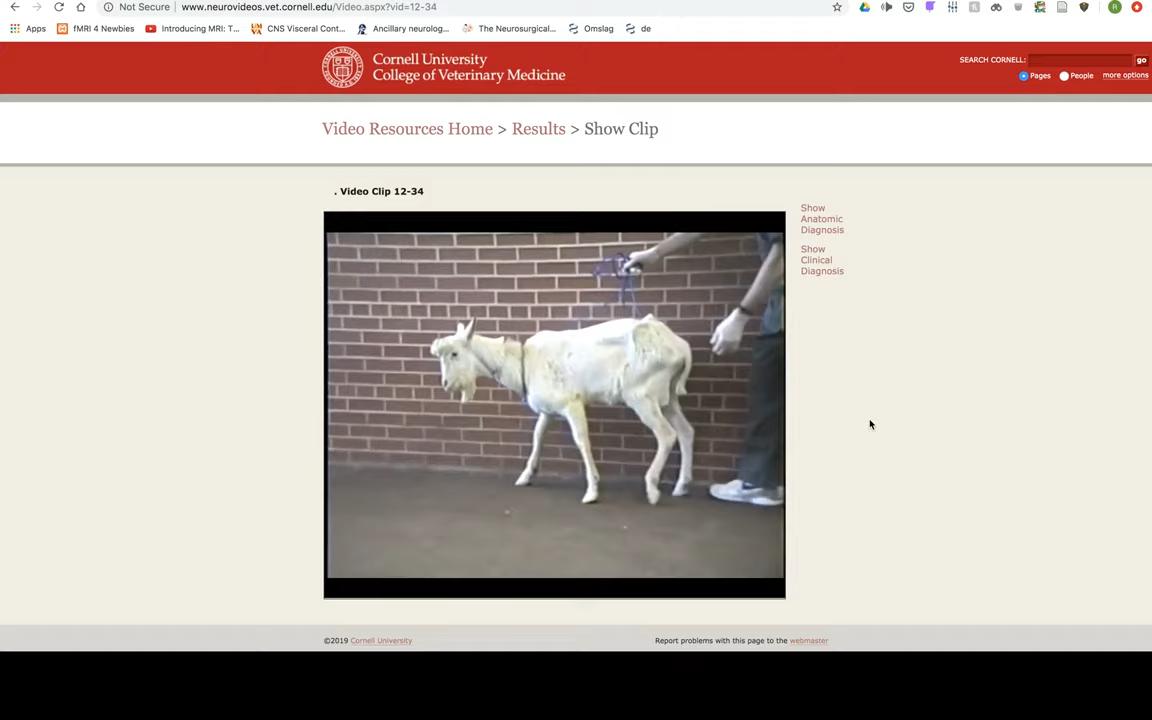 Not Secure www.neurovideos.vet.cornell.edu/Video.aspx?vid=12-34
Apps fMRI 4 Newbies Introducing MRI: T... CNS Visceral Cont... Ancillary neurolog... The Neurosurgical... Omslag de
R
Cornell University
College of Veterinary Medicine
SEARCH CORNELL: go
Pages People more options
Video Resources Home > Results > Show Clip
. Video Clip 12-34
Show
Anatomic
Diagnosis
Show
Clinical
Diagnosis
©2019 Cornell University Report problems with this page to the webmaster